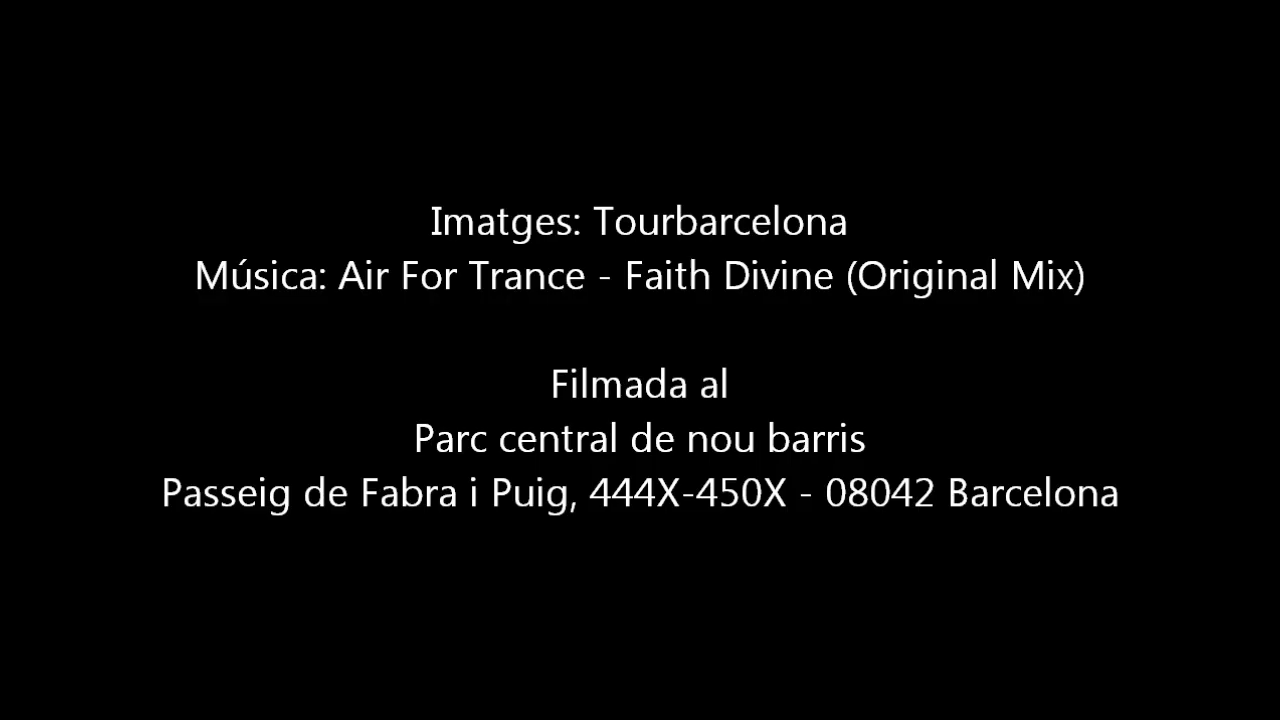 Imatges: Tourbarcelona
Música: Air For Trance - Faith Divine (Original Mix)
Filmada al
Parc central de nou barris
Passeig de Fabra i Puig, 444X-450X - 08042 Barcelona